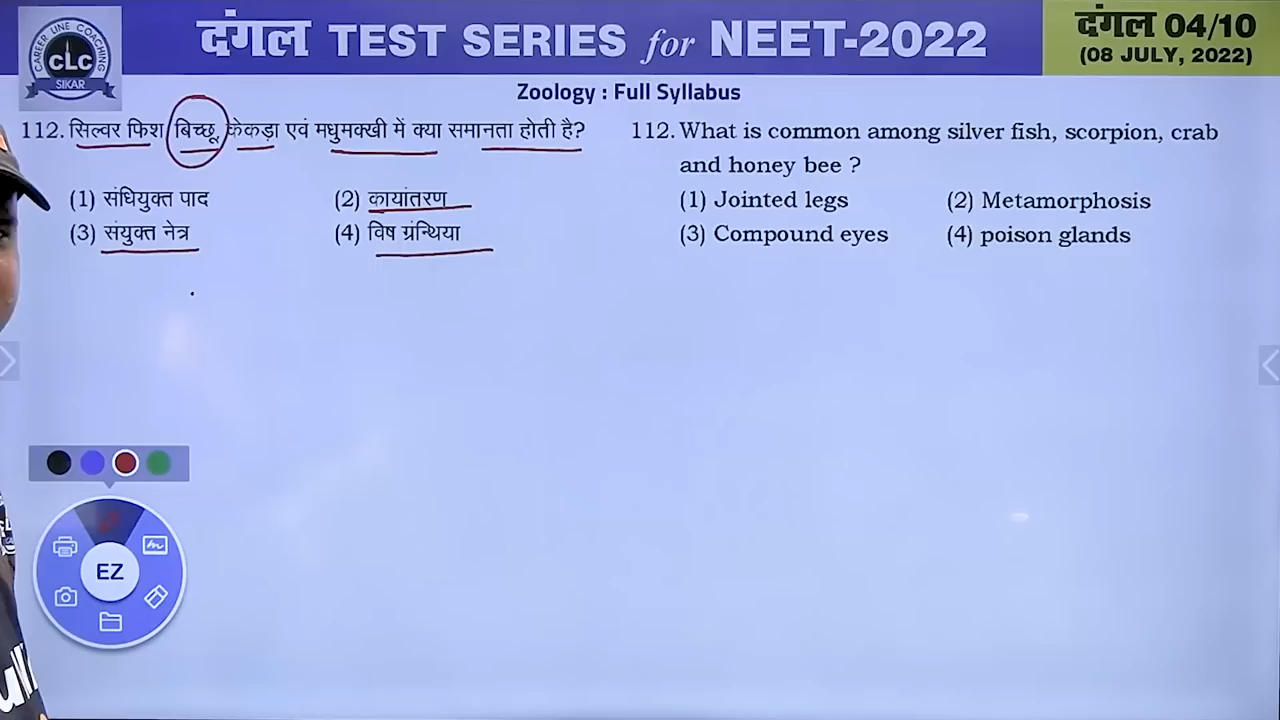 CAREER LINE COACHING
CLC
SIKAR
दंगल TEST SERIES for NEET-2022
दंगल 04/10
(08 JULY, 2022)
Zoology : Full Syllabus
112. सिल्वर फिश बिच्छू, केकड़ा एवं मधुमक्खी में क्या समानता होती है?
(1) संधियुक्त पाद (2) कायांतरण
(3) संयुक्त नेत्र (4) विष ग्रंन्थिया
112. What is common among silver fish, scorpion, crab
and honey bee ?
(1) Jointed legs (2) Metamorphosis
(3) Compound eyes (4) poison glands
EZ